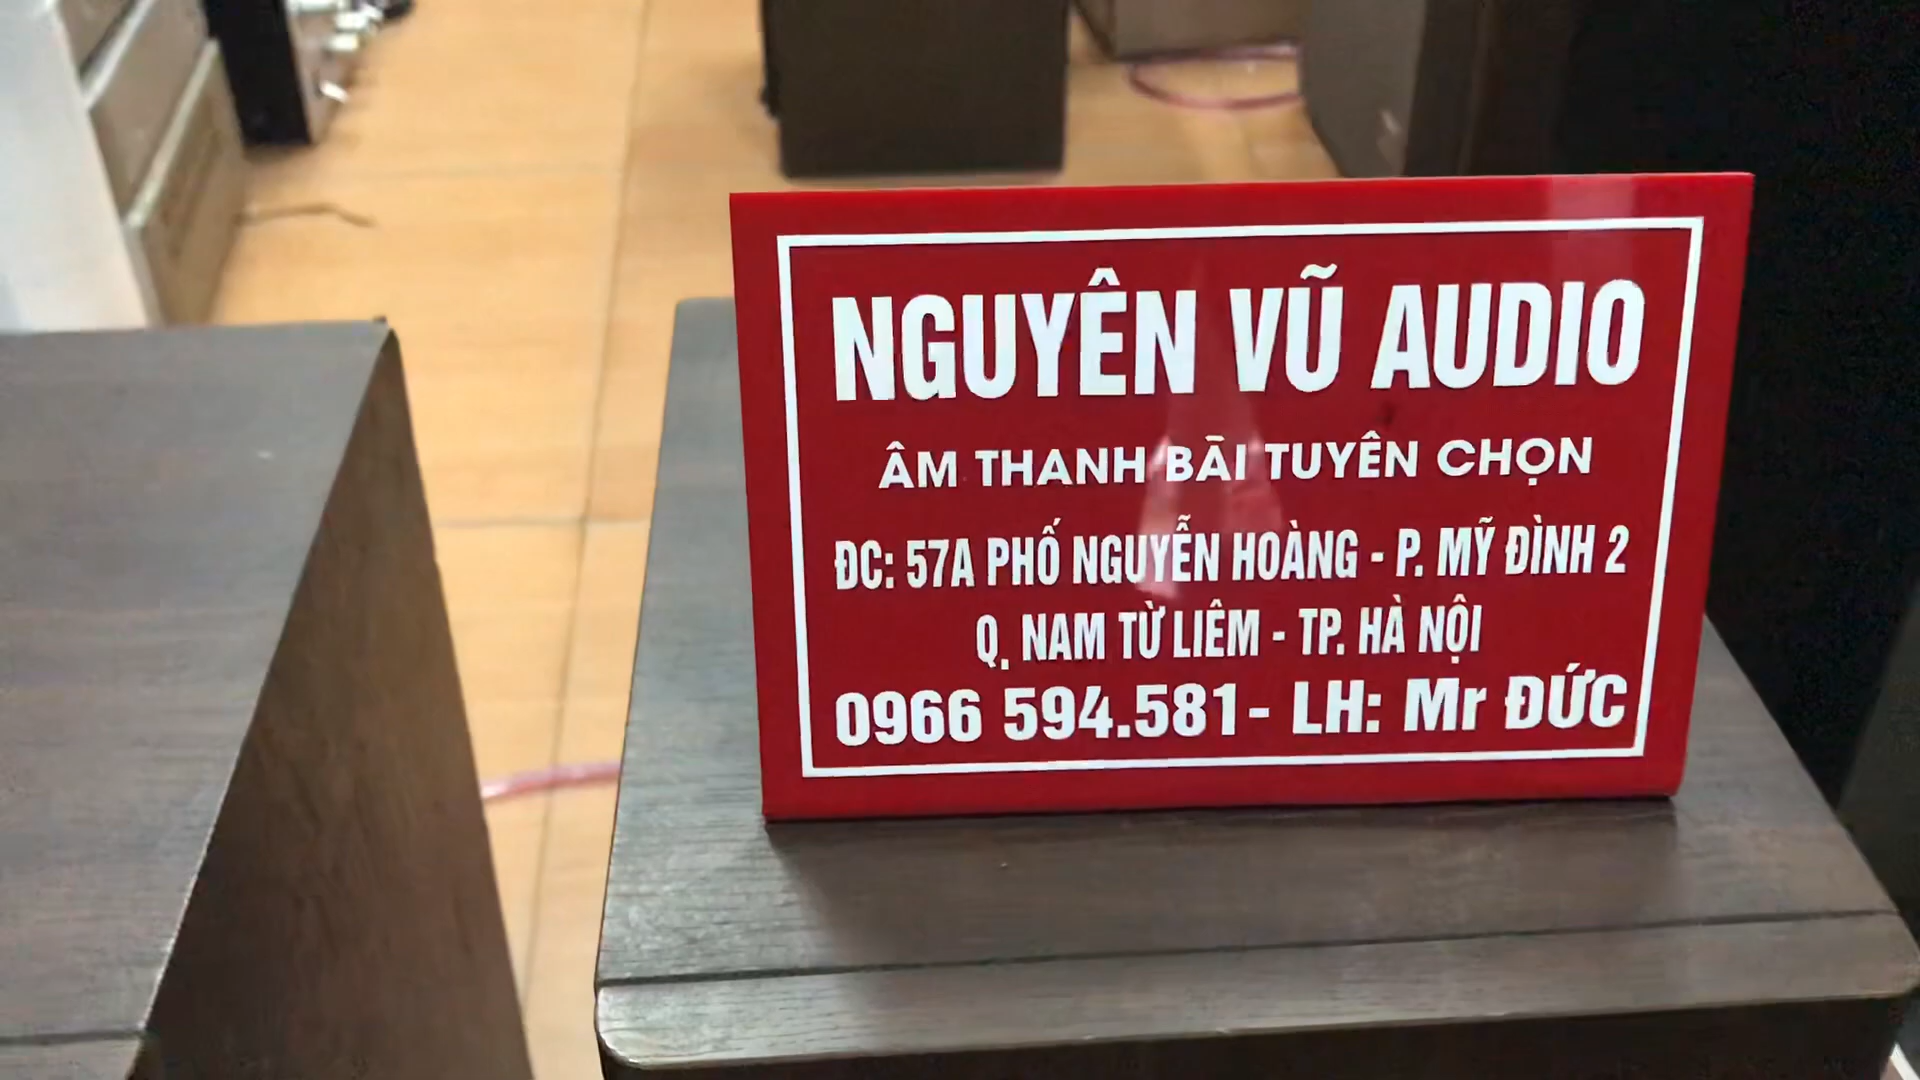 NGUYÊN VŨ AUDIO
ÂM THANH BÃI TUYÊN CHỌN
ĐC: 57A PHỐ NGUYỄN HOÀNG - P. MỸ ĐÌNH 2
Q. NAM TỪ LIÊM - TP. HÀ NỘI
0966 594.581- LH: Mr ĐỨC